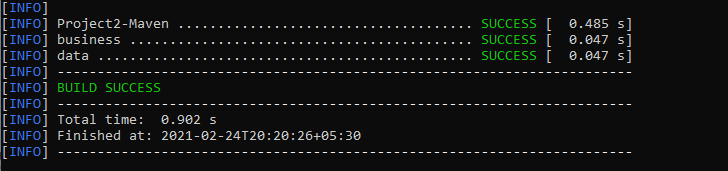 [INFO]
[INFO] Project2-Maven ..................................... SUCCESS [  0.485 s]
[INFO] business ........................................... SUCCESS [  0.047 s]
[INFO] data ............................................... SUCCESS [  0.047 s]
[INFO] ------------------------------------------------------------------------
[INFO] BUILD SUCCESS
[INFO] ------------------------------------------------------------------------
[INFO] Total time:  0.902 s
[INFO] Finished at: 2021-02-24T20:20:26+05:30
[INFO] ------------------------------------------------------------------------